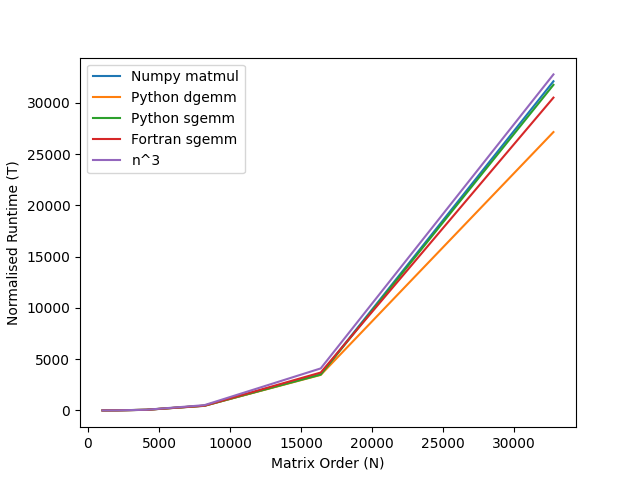 Numpy matmul
Python dgemm
Python sgemm
Fortran sgemm
n^3
Normalised Runtime (T)
30000
25000
20000
15000
10000
5000
0
0 5000 10000 15000 20000 25000 30000
Matrix Order (N)